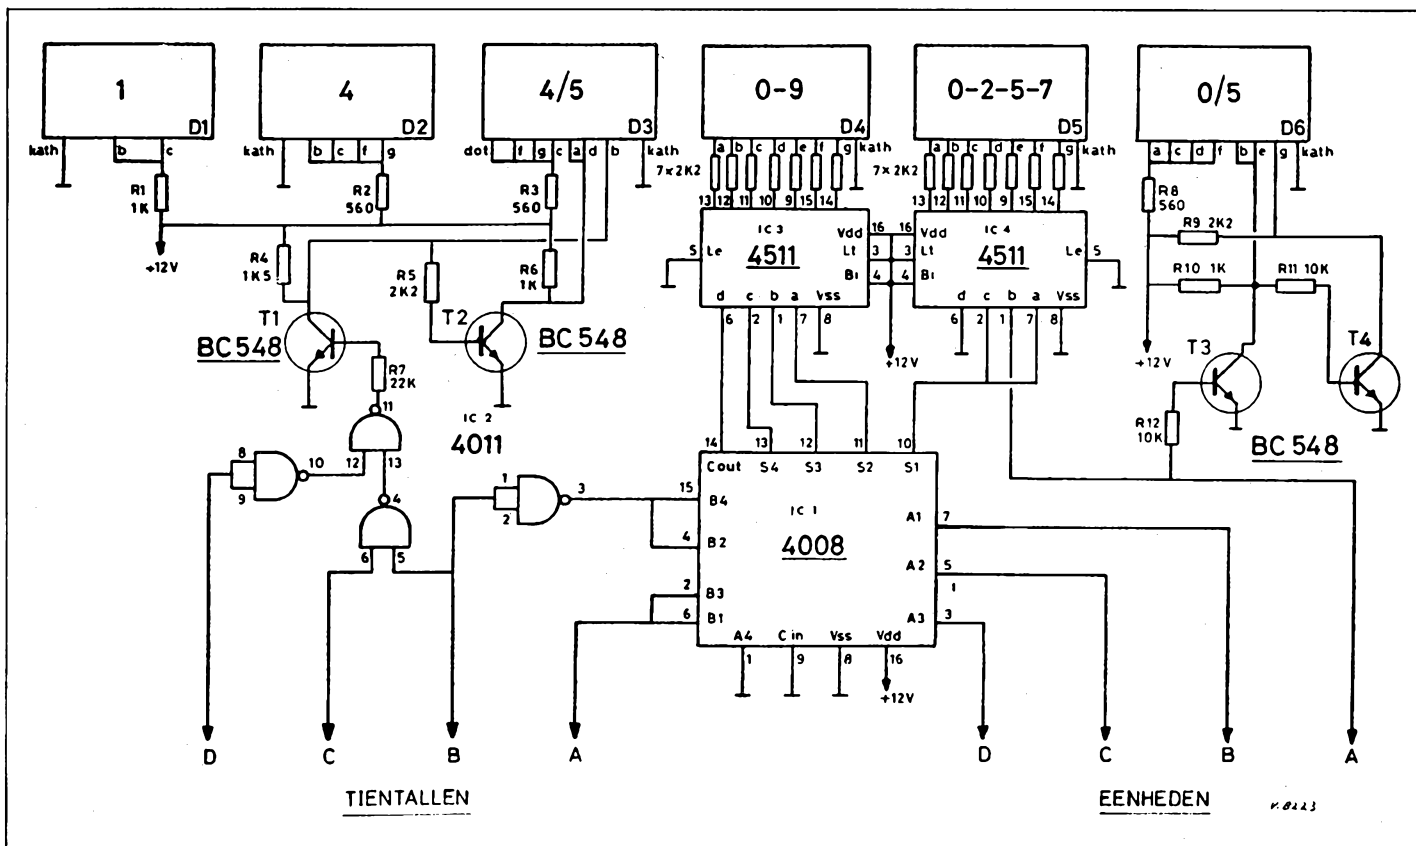 1
4
4/5
0-9
0-2-5-7
0/5
D1
D2
D3
D4
D5
D6
kath
b
c
kath
b
c
f
g
dot
f
g
c
a
d
b
kath
a
b
c
d
e
f
g
kath
a
b
c
d
e
f
g
kath
a
c
d
f
b
e
g
kath
R1
1K
R2
560
R3
560
7×2K2
7×2K2
R8
560
13
12
11
10
9
15
14
13
12
11
10
9
15
14
+12V
R4
1K5
R5
2K2
R6
1K
R9 2K2
R10 1K
R11 10K
5
Le
IC 3
4511
Vdd
Lt
Bi
16
3
4
16
3
4
Vdd
Lt
Bi
IC 4
4511
Le
5
d
c
b
a
Vss
6
2
1
7
8
d
c
b
a
Vss
6
2
1
7
8
T1
BC 548
T2
BC 548
+12V
+12V
T3
T4
R7
22K
R12
10K
BC 548
11
IC 2
4011
12
13
8
9
10
4
6
5
1
2
3
14
13
12
11
10
Cout
S4
S3
S2
S1
15
B4
4
B2
2
B3
6
B1
IC 1
4008
A1
7
A2
5
1
A3
3
A4
C in
Vss
Vdd
1
9
8
16
+12V
D
C
B
A
D
C
B
A
TIENTALLEN
EENHEDEN
V.8223